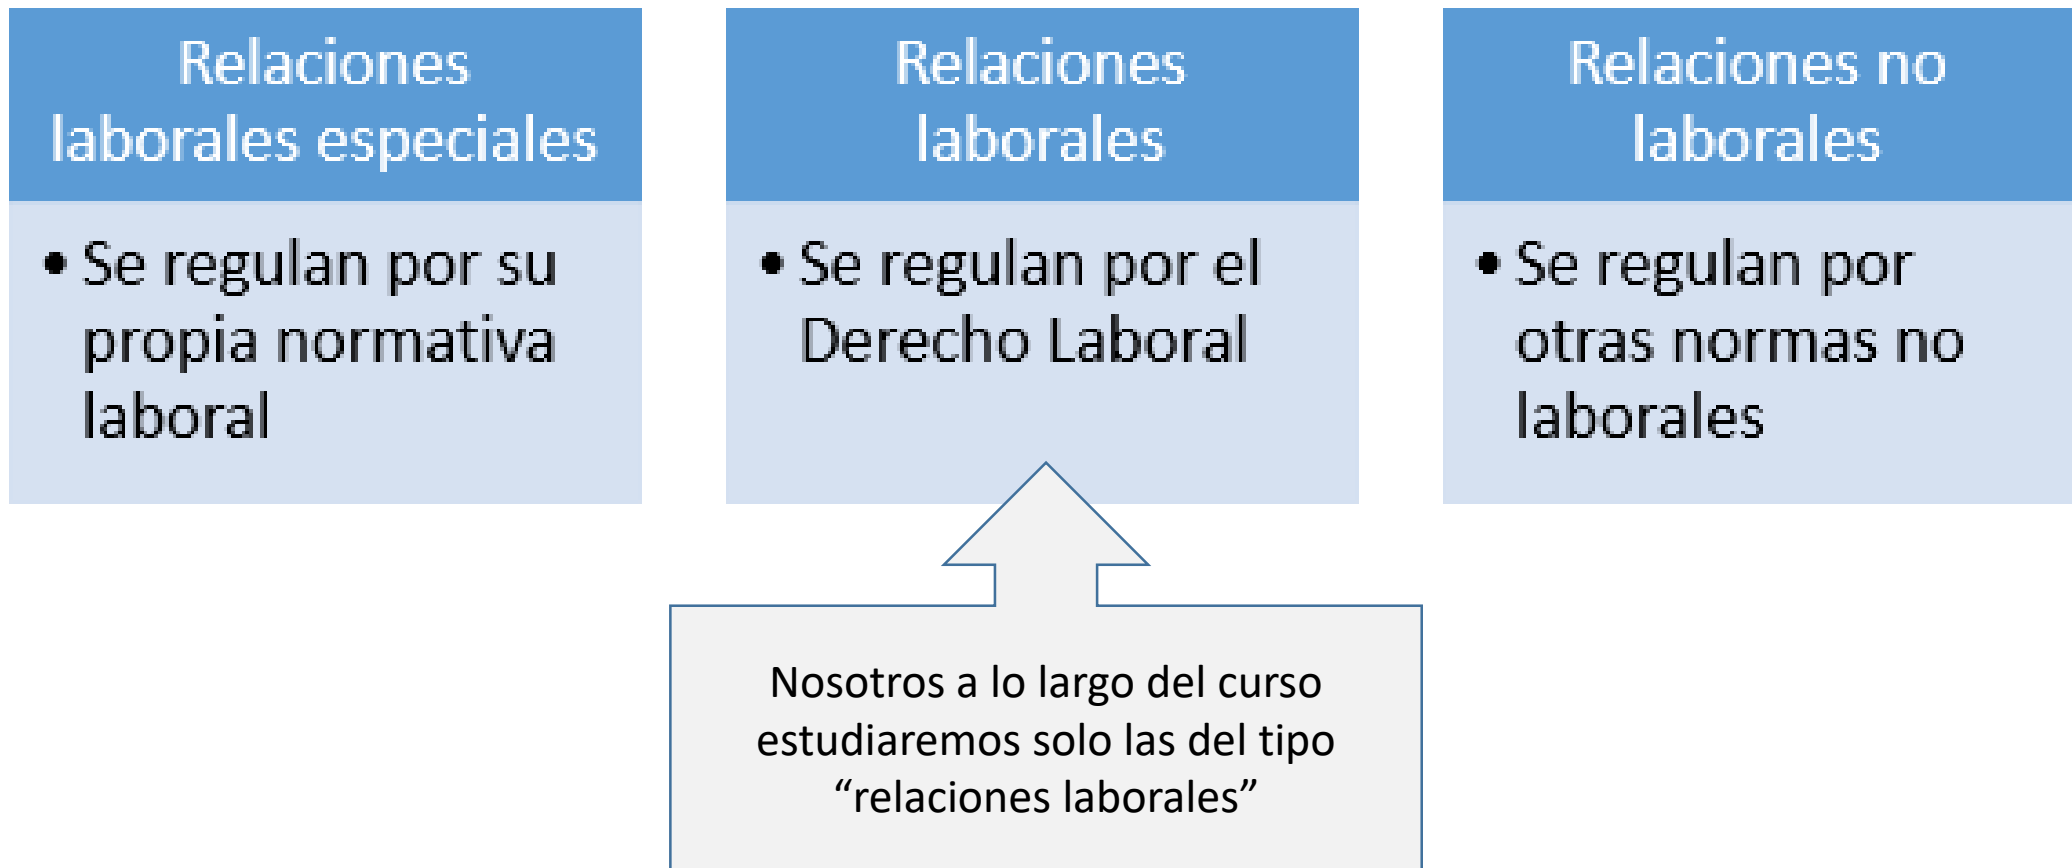 Relaciones
laborales especiales
• Se regulan por su
propia normativa
laboral
Relaciones
laborales
• Se regulan por el
Derecho Laboral
Relaciones no
laborales
• Se regulan por
otras normas no
laborales
Nosotros a lo largo del curso
estudiaremos solo las del tipo
“relaciones laborales”